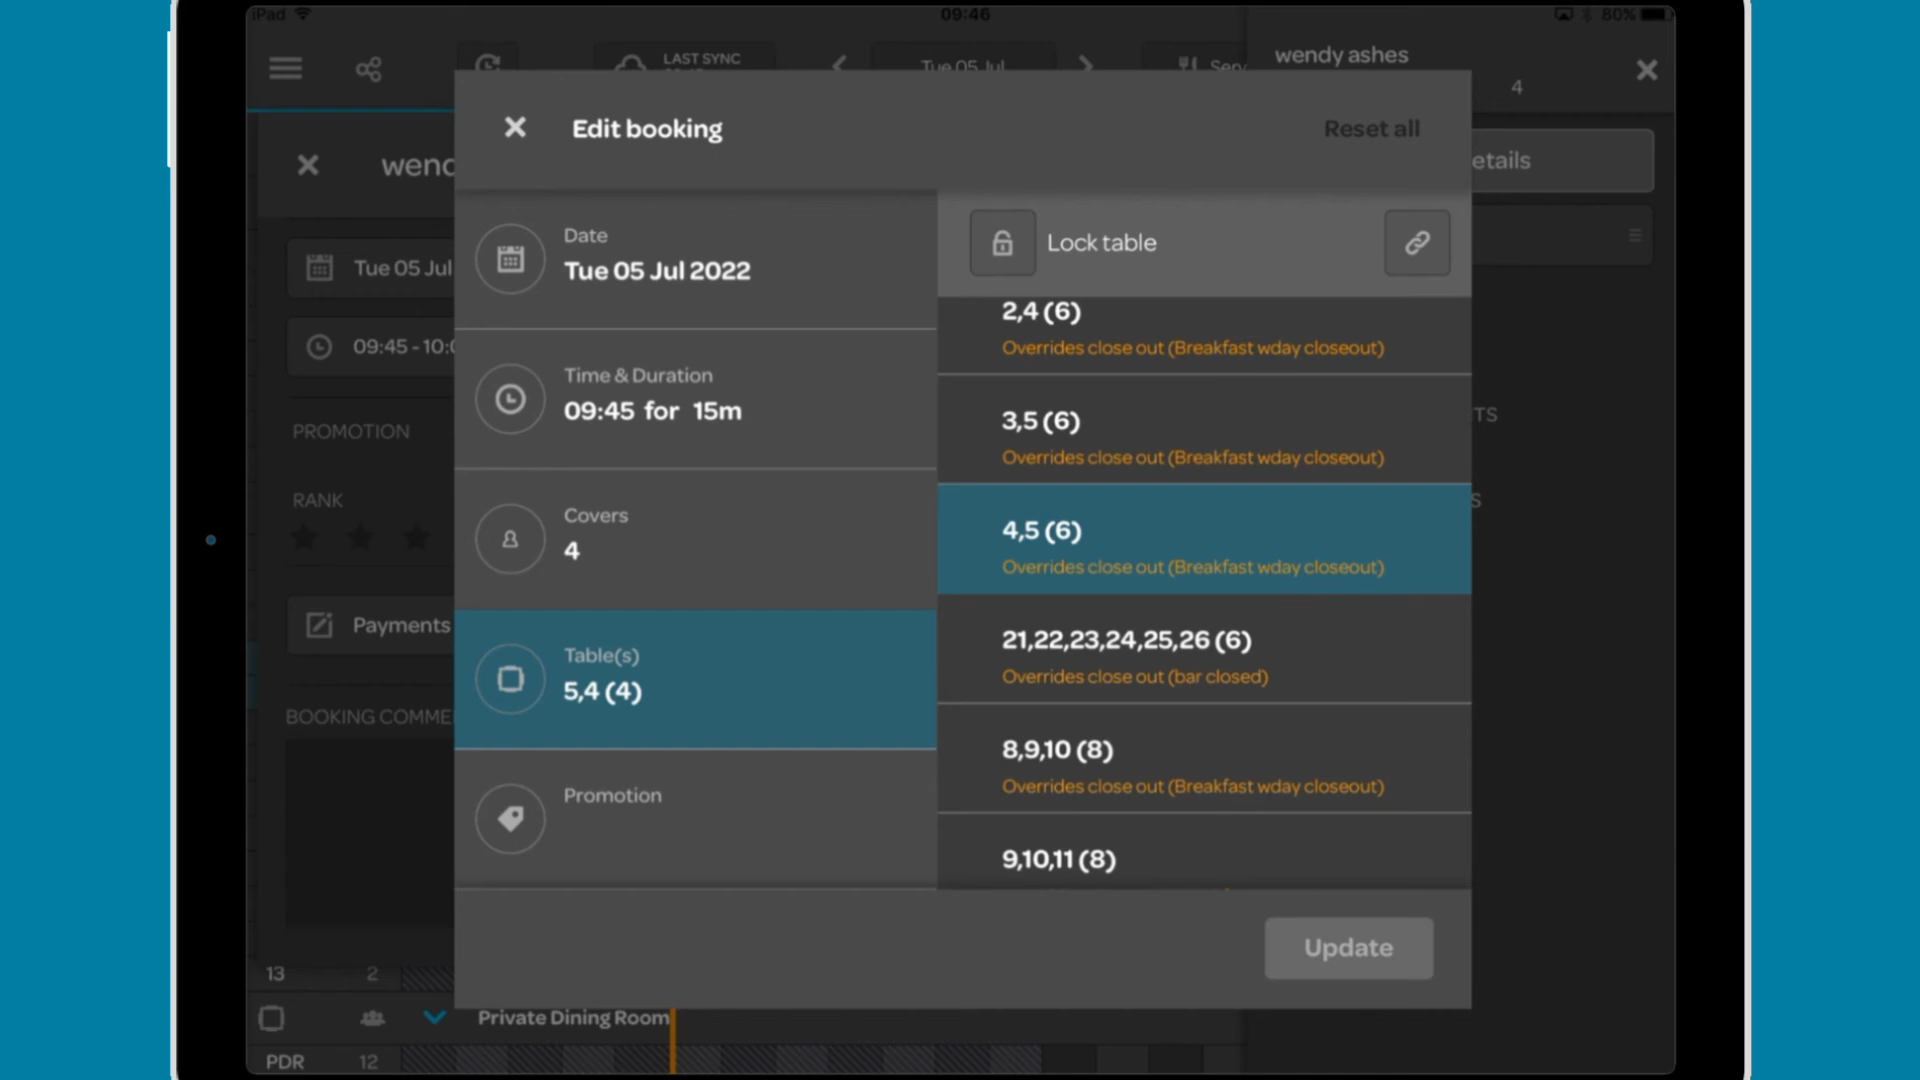 iPad
09:46
80%
LAST SYNC
Tue 05 Jul
Serv
wendy ashes
4
Edit booking
Reset all
wend
etails
Date
Tue 05 Jul 2022
Lock table
Tue 05 Jul
2,4 (6)
Overrides close out (Breakfast wday closeout)
09:45 - 10:0
Time & Duration
09:45 for 15m
3,5 (6)
Overrides close out (Breakfast wday closeout)
PROMOTION
TS
RANK
S
Covers
4
4,5 (6)
Overrides close out (Breakfast wday closeout)
Payments
Table(s)
5,4 (4)
21,22,23,24,25,26 (6)
Overrides close out (bar closed)
BOOKING COMME
8,9,10 (8)
Overrides close out (Breakfast wday closeout)
Promotion
9,10,11 (8)
Update
13 2
Private Dining Room
PDR 12